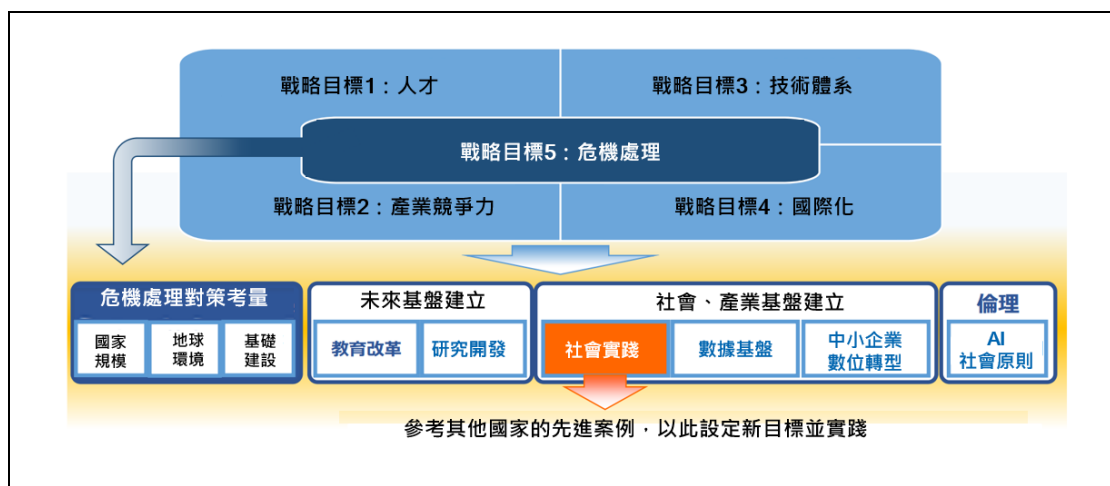 戰略目標1：人才
戰略目標3：技術體系
戰略目標5：危機處理
戰略目標2：產業競爭力
戰略目標4：國際化
危機處理對策考量
國家
規模
地球
環境
基礎
建設
未來基盤建立
教育改革
研究開發
社會、產業基盤建立
社會實踐
數據基盤
中小企業
數位轉型
倫理
AI
社會原則
參考其他國家的先進案例，以此設定新目標並實踐